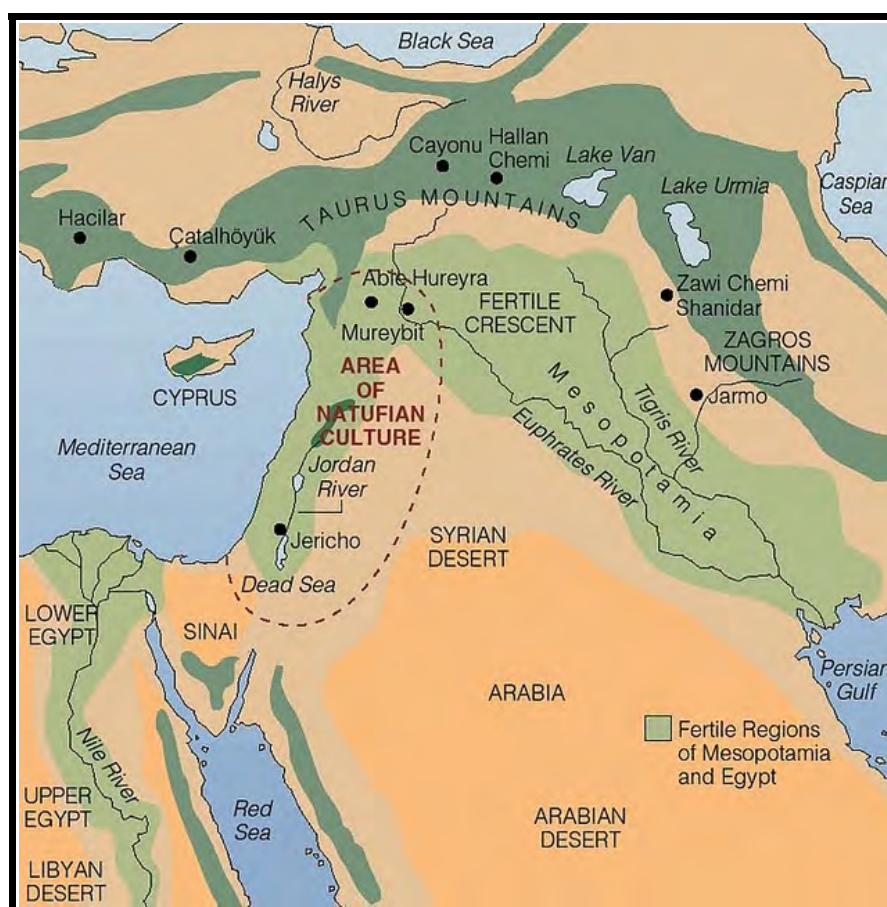 Black Sea
Halys
River
Cayonu
Hallan
Chemi
Lake Van
Lake Urmia
Caspian
Sea
TAURUS MOUNTAINS
Hacilar
Çatalhöyük
Able Hureyra
Mureybit
FERTILE
CRESCENT
Zawi Chemi
Shanidar
ZAGROS
MOUNTAINS
Jarmo
CYPRUS
AREA
OF
NATUFIAN
CULTURE
Mesopotamia
Tigris River
Euphrates River
Mediterranean
Sea
Jordan
River
Jericho
Dead Sea
SYRIAN
DESERT
LOWER
EGYPT
SINAI
ARABIA
Persian
Gulf
Fertile Regions
of Mesopotamia
and Egypt
Nile River
UPPER
EGYPT
Red
Sea
ARABIAN
DESERT
LIBYAN
DESERT